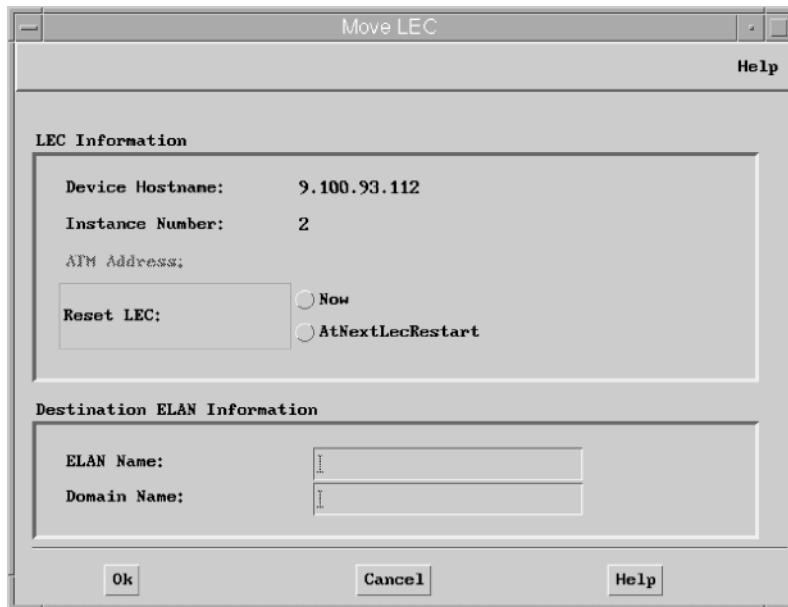 Move LEC
Help
LEC Information
Device Hostname: 9.100.93.112
Instance Number: 2
ATM Address:
Reset LEC:
Now
AtNextLecRestart
Destination ELAN Information
ELAN Name:
Domain Name:
Ok Cancel Help